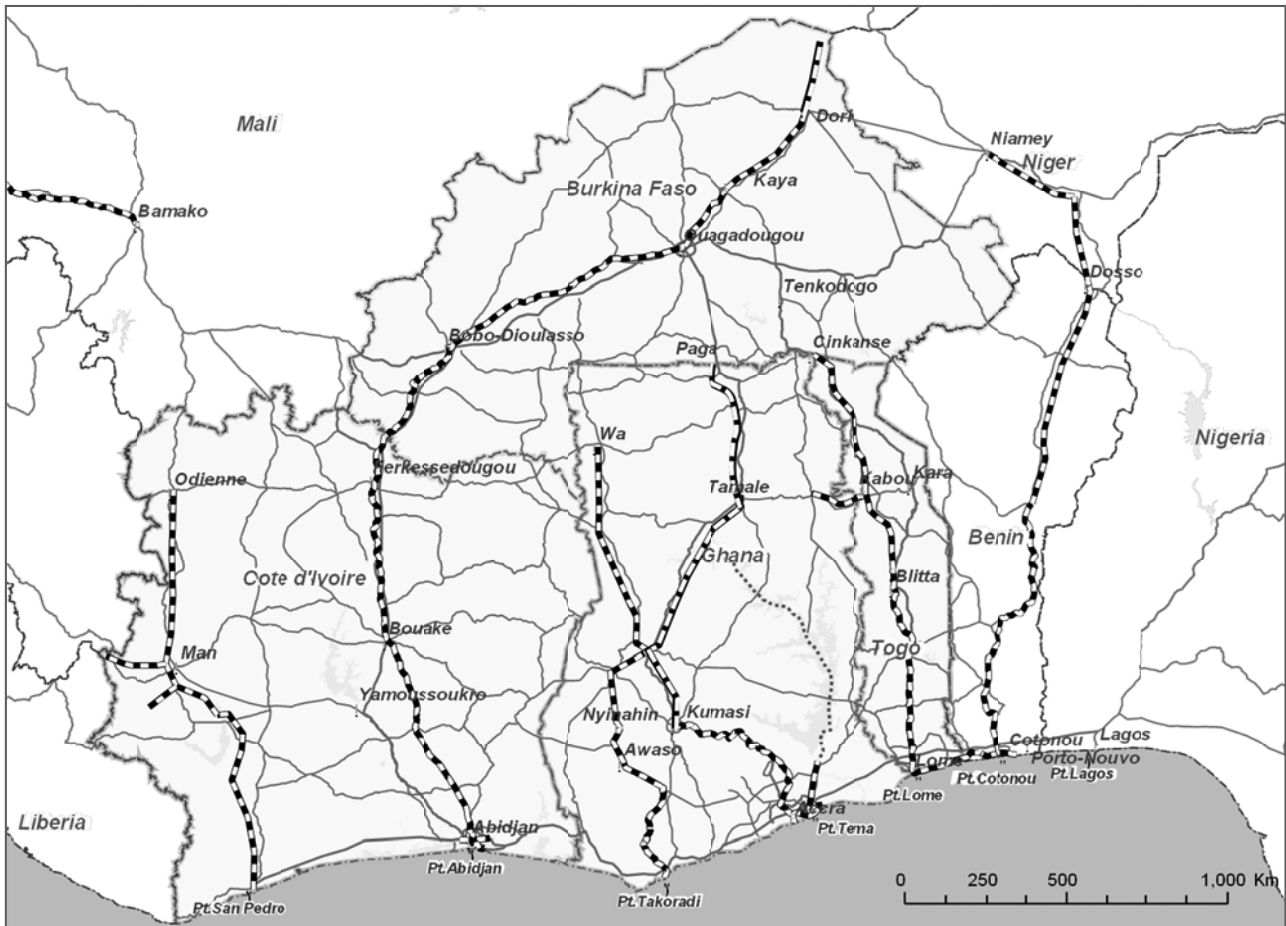 Mali
Dori
Niamey
Niger
Kaya
Burkina Faso
Bamako
Ouagadougou
Dosso
Tenkodogo
Bobo-Dioulasso
Cinkanse
Paga
Wa
Nigeria
Ferkessedougou
Odienne
Kabou
Kara
Tamale
Benin
Ghana
Cote d'Ivoire
Blitta
Bouake
Togo
Man
Yamoussoukro
Nyinahin
Kumasi
Awaso
Cotonou
Lagos
Lome
Porto-Nouvo
Pt.Cotonou
Pt.Lagos
Pt.Lome
Liberia
Abidjan
Accra
Pt.Tema
Pt.Abidjan
Pt.Takoradi
Pt.San Pedro
0 250 500 1,000 Km